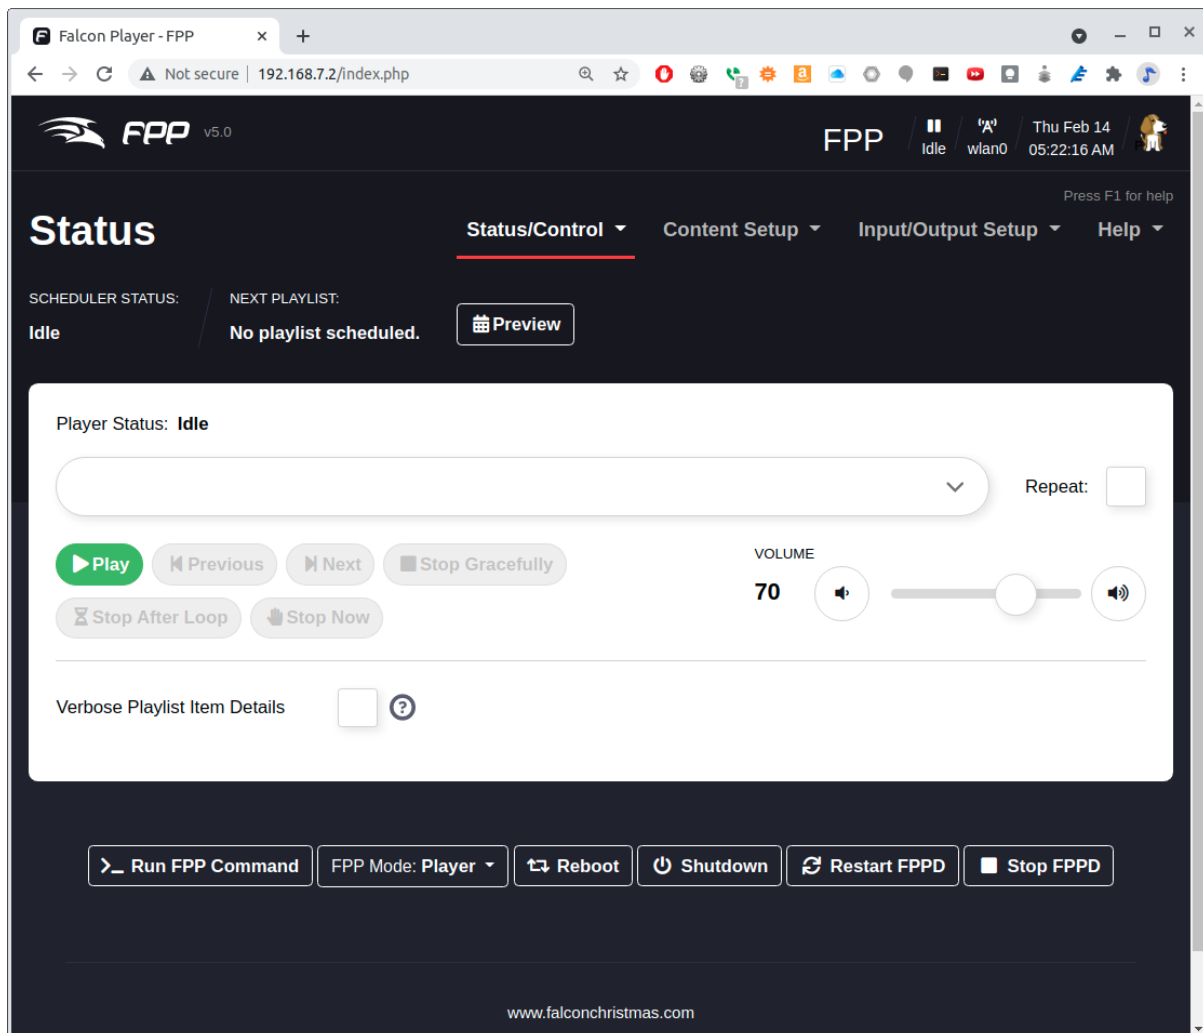 Falcon Player - FPP
Not secure | 192.168.7.2/index.php
FPP v5.0
FPP
Idle
wlan0
Thu Feb 14
05:22:16 AM
Press F1 for help
Status
Status/Control
Content Setup
Input/Output Setup
Help
SCHEDULER STATUS:
Idle
NEXT PLAYLIST:
No playlist scheduled.
Preview
Player Status: Idle
Repeat:
Play
Previous
Next
Stop Gracefully
Stop After Loop
Stop Now
VOLUME
70
Verbose Playlist Item Details
Run FPP Command
FPP Mode: Player
Reboot
Shutdown
Restart FPPD
Stop FPPD
www.falconchristmas.com